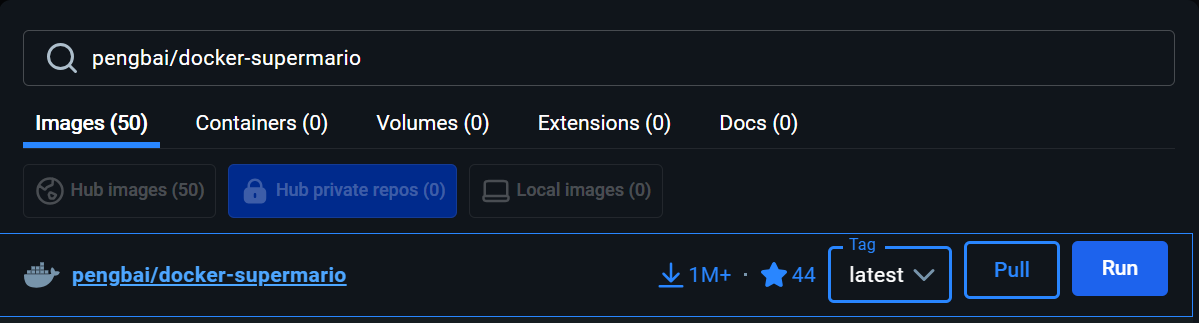 pengbai/docker-supermario
Images (50) Containers (0) Volumes (0) Extensions (0) Docs (0)
Hub images (50) Hub private repos (0) Local images (0)
Tag
pengbai/docker-supermario 1M+ · 44 latest Pull Run